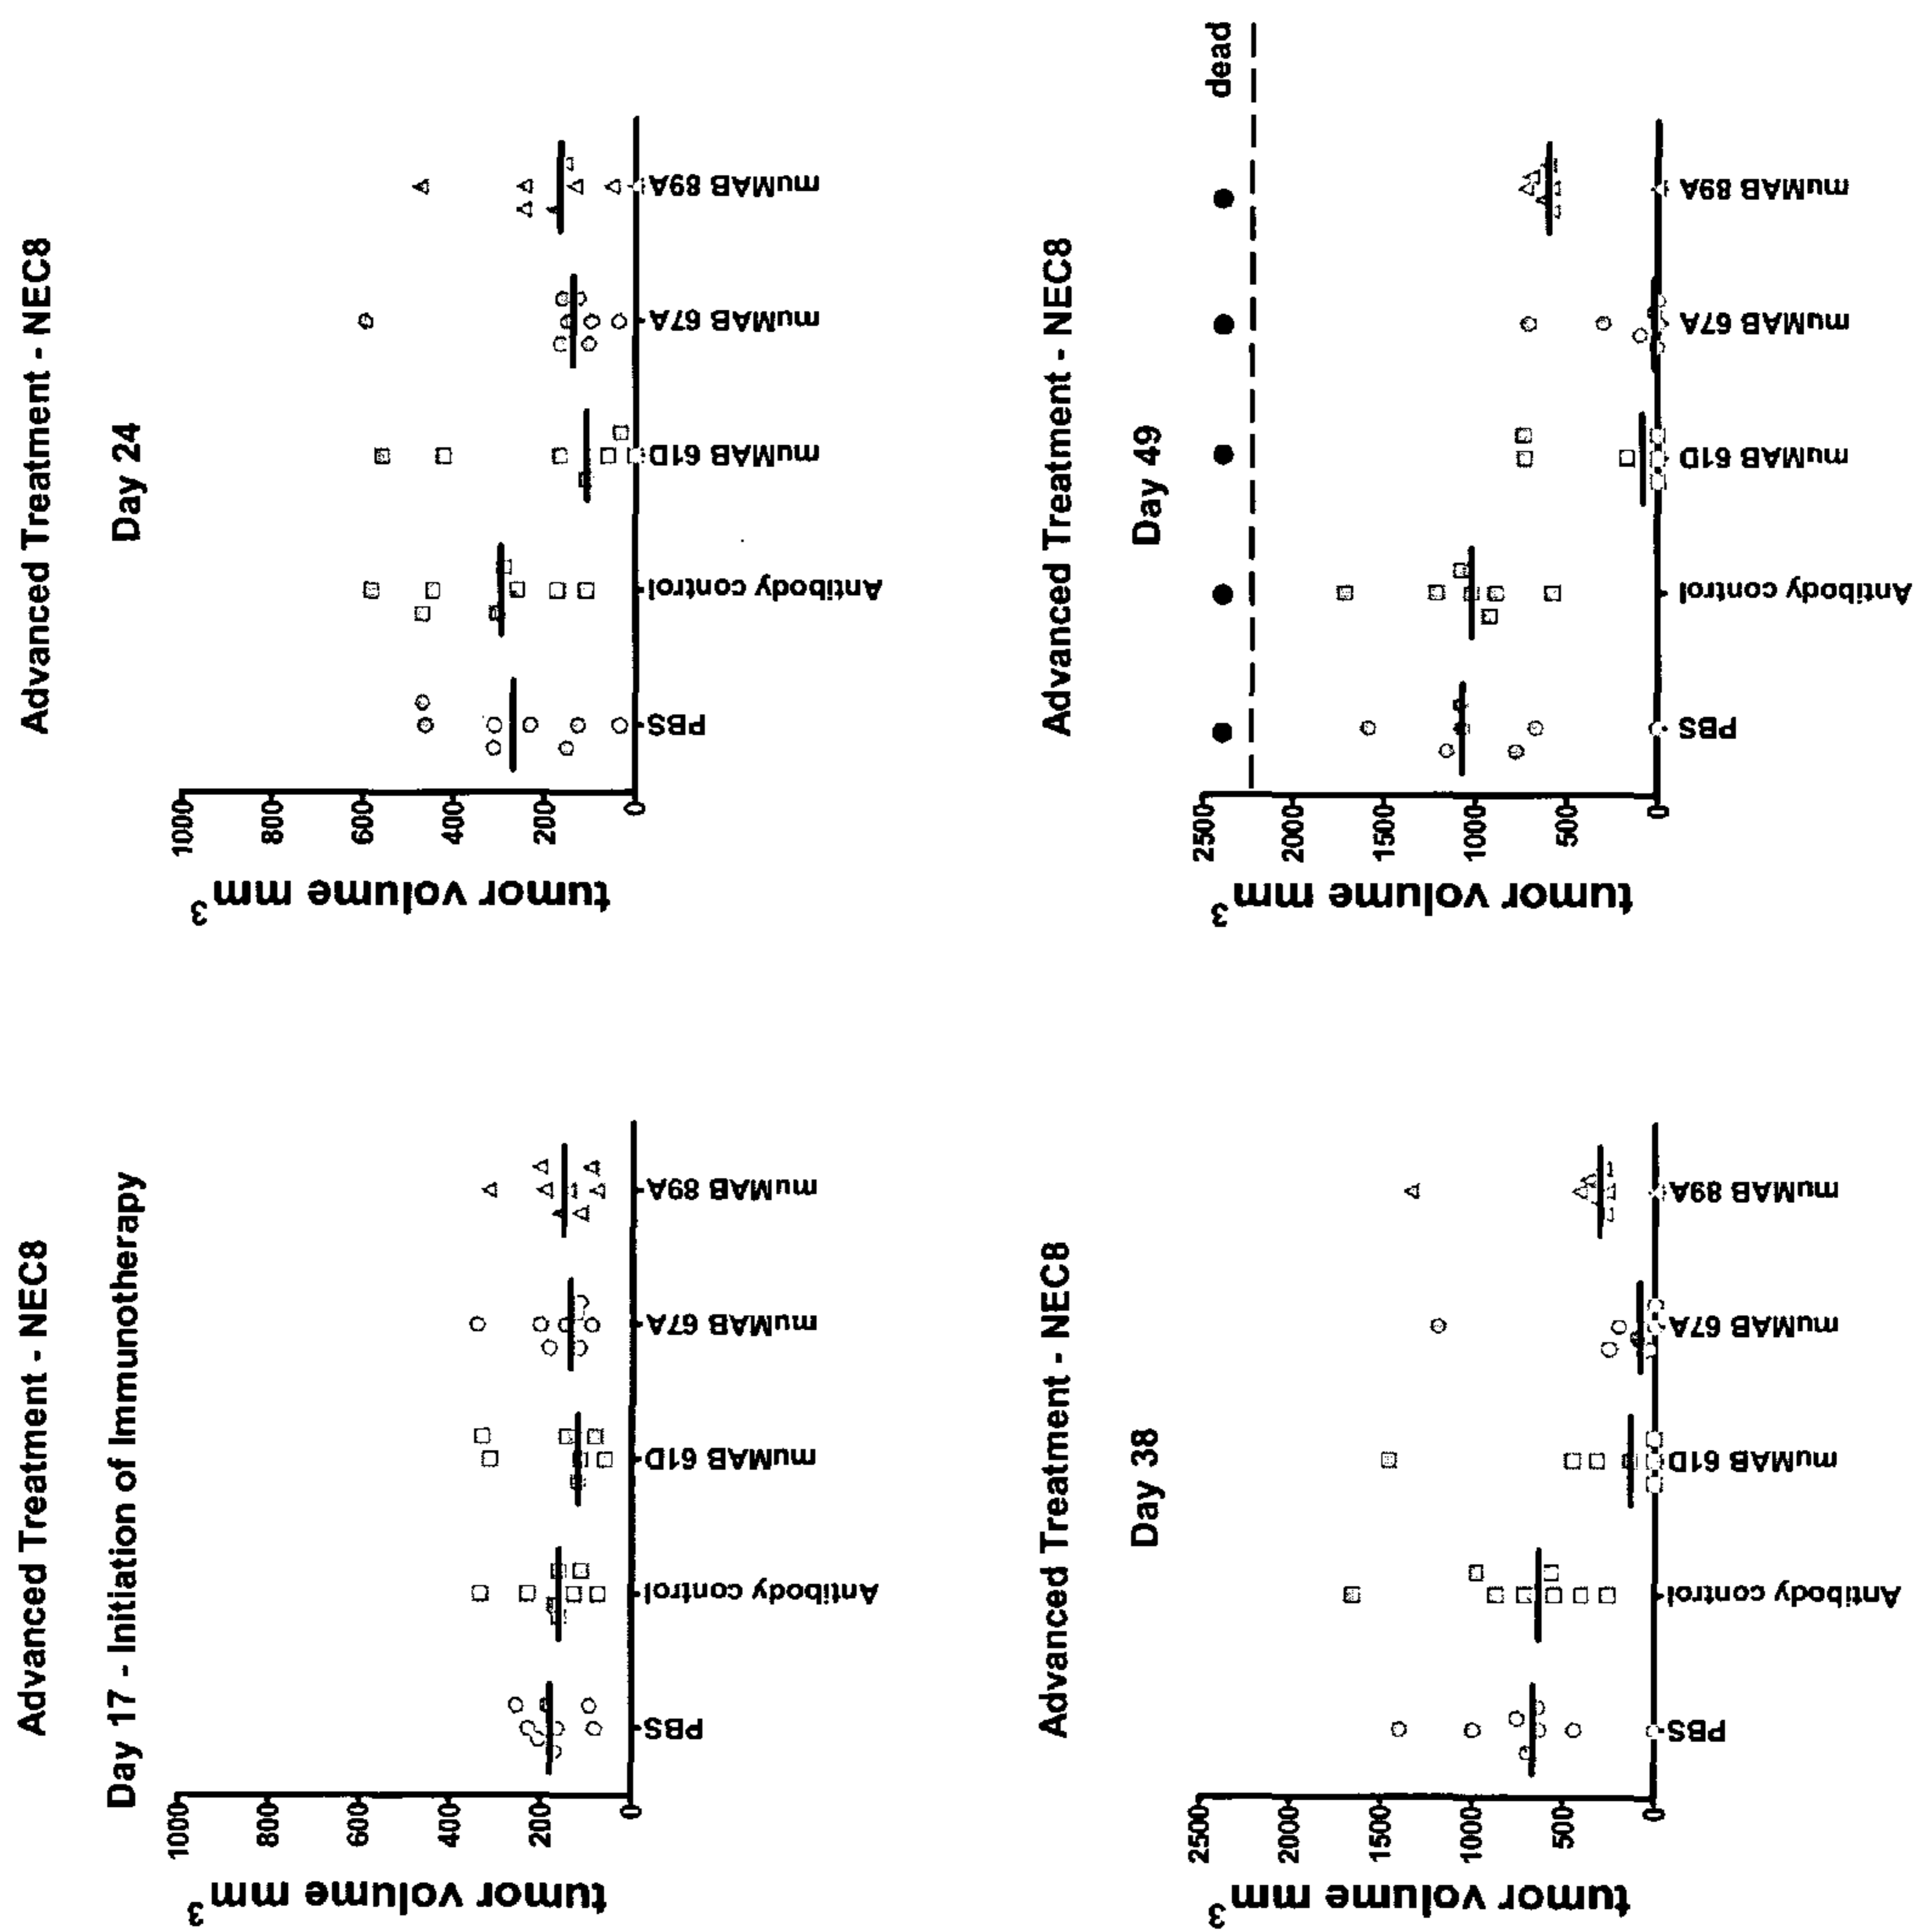 Advanced Treatment - NEC8
Day 17 - Initiation of Immunotherapy
tumor volume mm³
1000
800
600
400
200
0
PBS
Antibody control
muMAB 61D
muMAB 67A
muMAB 89A
Advanced Treatment - NEC8
Day 24
tumor volume mm³
1000
800
600
400
200
0
PBS
Antibody control
muMAB 61D
muMAB 67A
muMAB 89A
Advanced Treatment - NEC8
Day 38
tumor volume mm³
2500
2000
1500
1000
500
0
PBS
Antibody control
muMAB 61D
muMAB 67A
muMAB 89A
Advanced Treatment - NEC8
Day 49
dead
tumor volume mm³
2500
2000
1500
1000
500
0
PBS
Antibody control
muMAB 61D
muMAB 67A
muMAB 89A